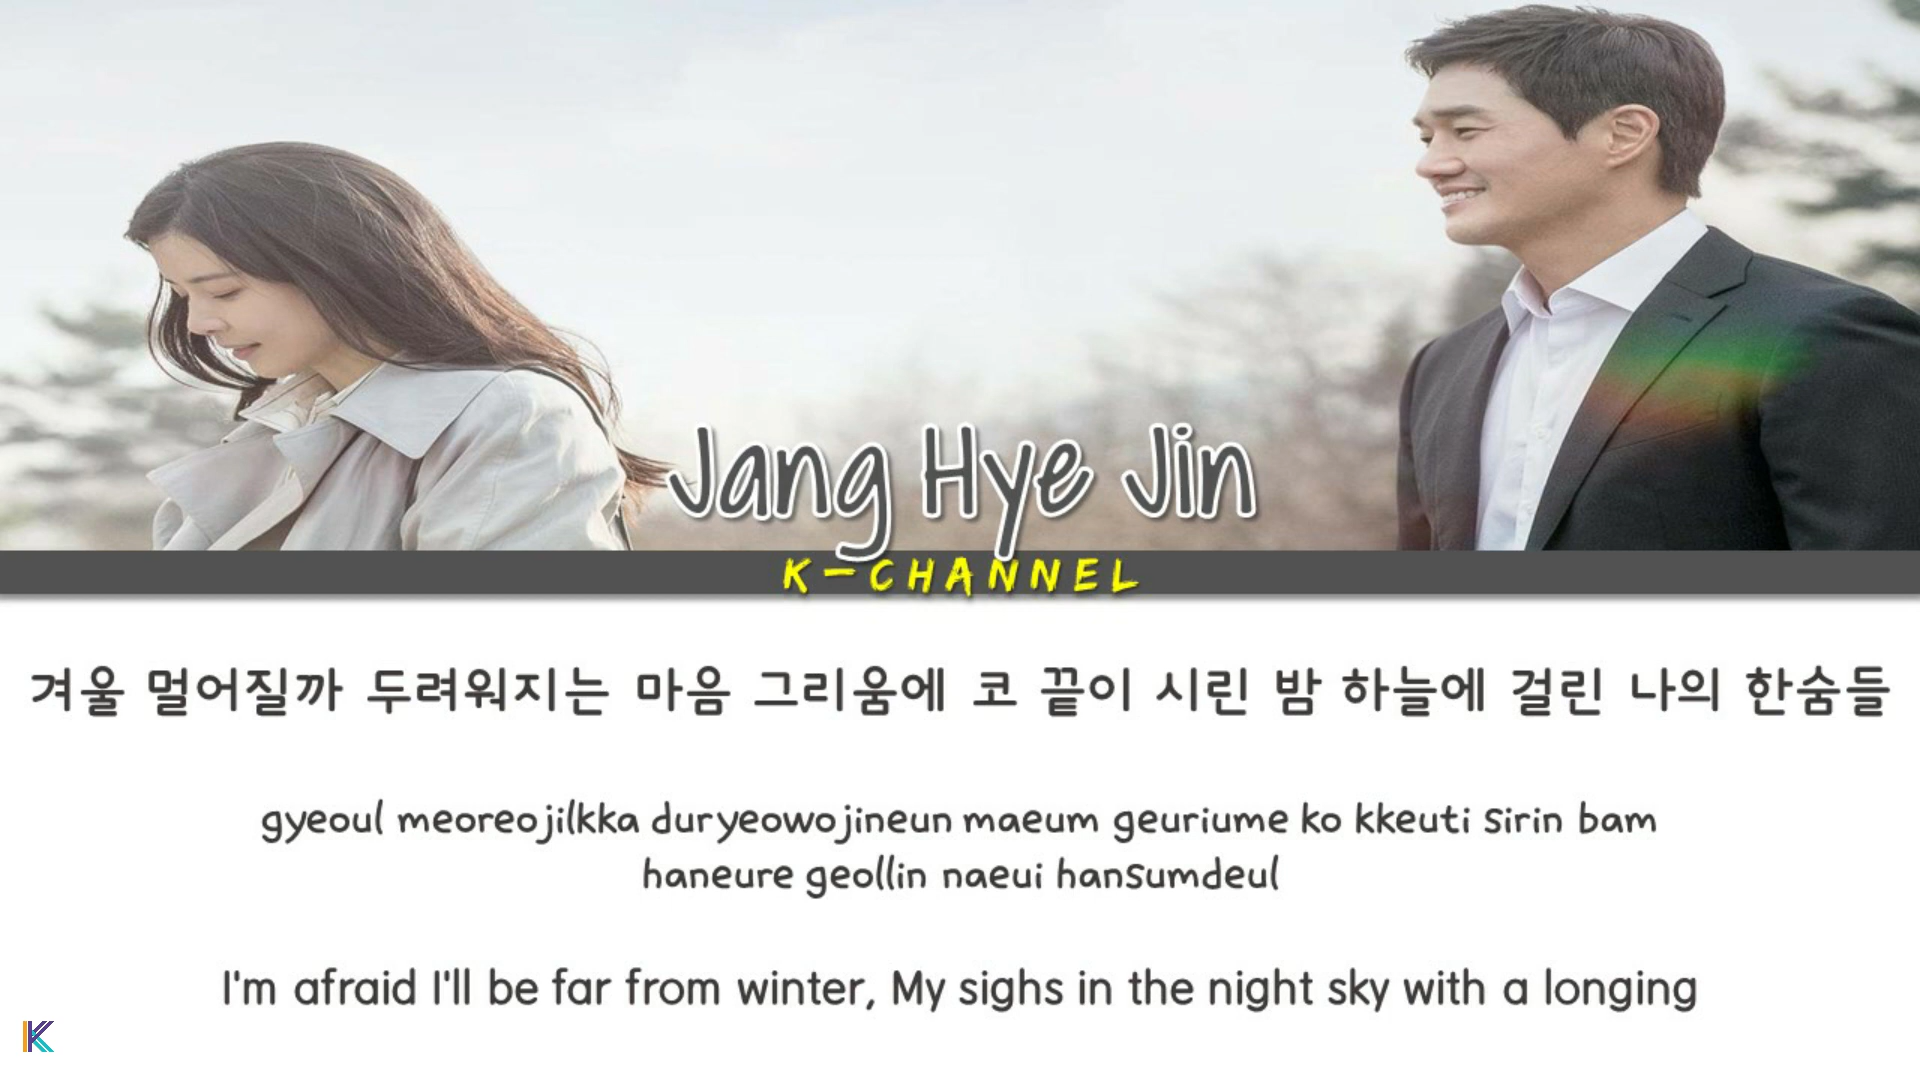 Jang Hye Jin
K-CHANNEL
겨울 멀어질까 두려워지는 마음 그리움에 코 끝이 시린 밤 하늘에 걸린 나의 한숨들
gyeoul meoreojilkka duryeowojineun maeum geuriume ko kkeuti sirin bam
haneure geollin naeui hansumdeul
I'm afraid I'll be far from winter, My sighs in the night sky with a longing
K